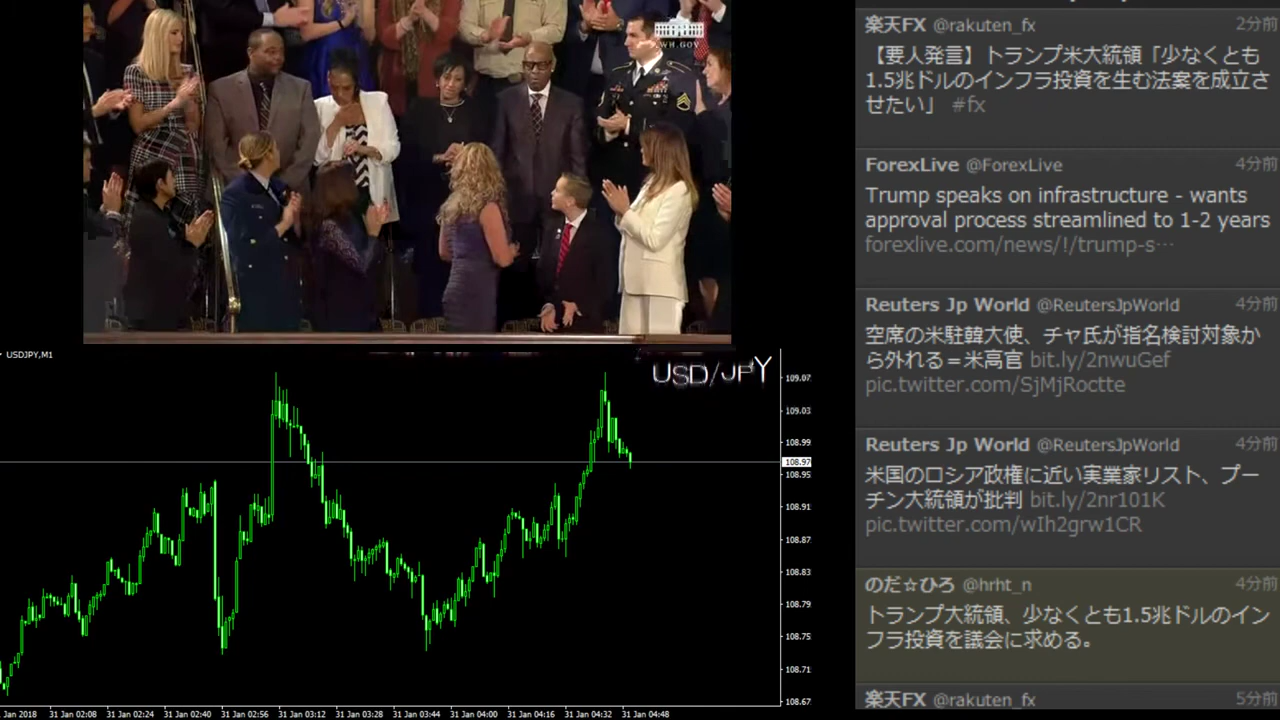 WH.GOV
楽天FX @rakuten_fx 2分前
【要人発言】トランプ米大統領「少なくとも
1.5兆ドルのインフラ投資を生む法案を成立さ
せたい」 #fx
ForexLive @ForexLive 4分前
Trump speaks on infrastructure - wants
approval process streamlined to 1-2 years
forexlive.com/news/!/trump-s…
Reuters Jp World @ReutersJpWorld 4分前
空席の米駐韓大使、チャ氏が指名検討対象か
ら外れる＝米高官 bit.ly/2nwuGef
pic.twitter.com/SjMjRoctte
Reuters Jp World @ReutersJpWorld 4分前
米国のロシア政権に近い実業家リスト、プー
チン大統領が批判 bit.ly/2nr101K
pic.twitter.com/wIh2grw1CR
のだ☆ひろ @hrht_n 4分前
トランプ大統領、少なくとも1.5兆ドルのイン
フラ投資を議会に求める。
楽天FX @rakuten_fx 5分前
USDJPY,M1
USD/JPY
109.07
109.03
108.99
108.97
108.95
108.91
108.87
108.83
108.79
108.75
108.71
108.67
Jan 2018 31 Jan 02:08 31 Jan 02:24 31 Jan 02:40 31 Jan 02:56 31 Jan 03:12 31 Jan 03:28 31 Jan 03:44 31 Jan 04:00 31 Jan 04:16 31 Jan 04:32 31 Jan 04:48